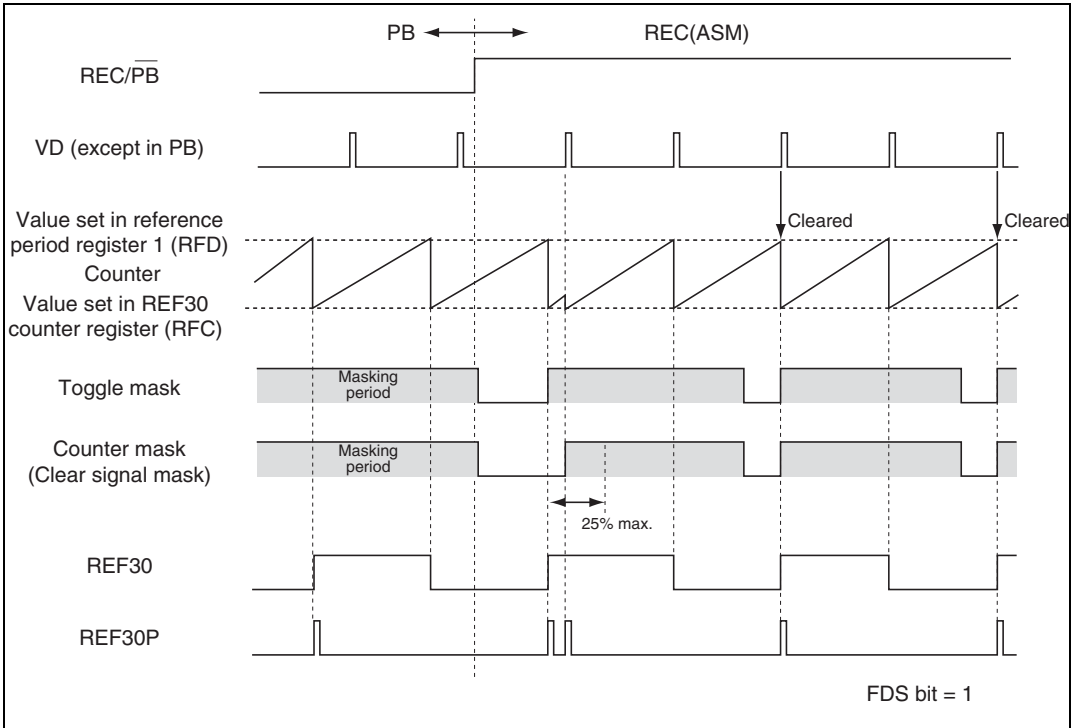 PB
REC(ASM)
REC/P̅B̅
VD (except in PB)
Value set in reference
period register 1 (RFD)
Cleared
Cleared
Counter
Value set in REF30
counter register (RFC)
Toggle mask
Masking
period
Counter mask
(Clear signal mask)
Masking
period
25% max.
REF30
REF30P
FDS bit = 1